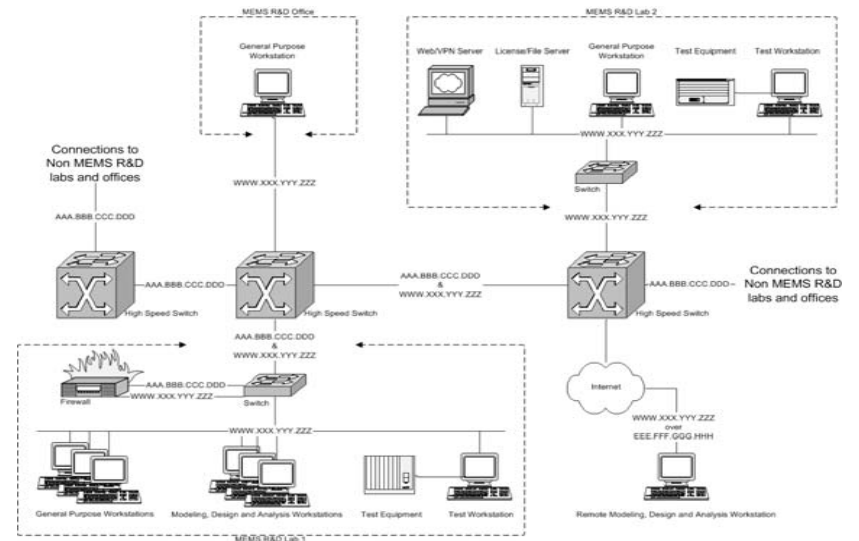 MEMS R&D Office
General Purpose
Workstation
MEMS R&D Lab 2
Web/VPN Server
License/File Server
General Purpose
Workstation
Test Equipment
Test Workstation
WWW.XXX.YYY.ZZZ
Switch
WWW.XXX.YYY.ZZZ
Connections to
Non MEMS R&D
labs and offices
AAA.BBB.CCC.DDD
WWW.XXX.YYY.ZZZ
High Speed Switch
AAA.BBB.CCC.DDD
High Speed Switch
AAA.BBB.CCC.DDD
&
WWW.XXX.YYY.ZZZ
High Speed Switch
AAA.BBB.CCC.DDD
Connections to
Non MEMS R&D
labs and offices
AAA.BBB.CCC.DDD
&
WWW.XXX.YYY.ZZZ
Firewall
AAA.BBB.CCC.DDD
WWW.XXX.YYY.ZZZ
Switch
WWW.XXX.YYY.ZZZ
Internet
WWW.XXX.YYY.ZZZ
over
EEE.FFF.GGG.HHH
General Purpose Workstations
Modeling, Design and Analysis Workstations
Test Equipment
Test Workstation
Remote Modeling, Design and Analysis Workstation
MEMS R&D Lab 1